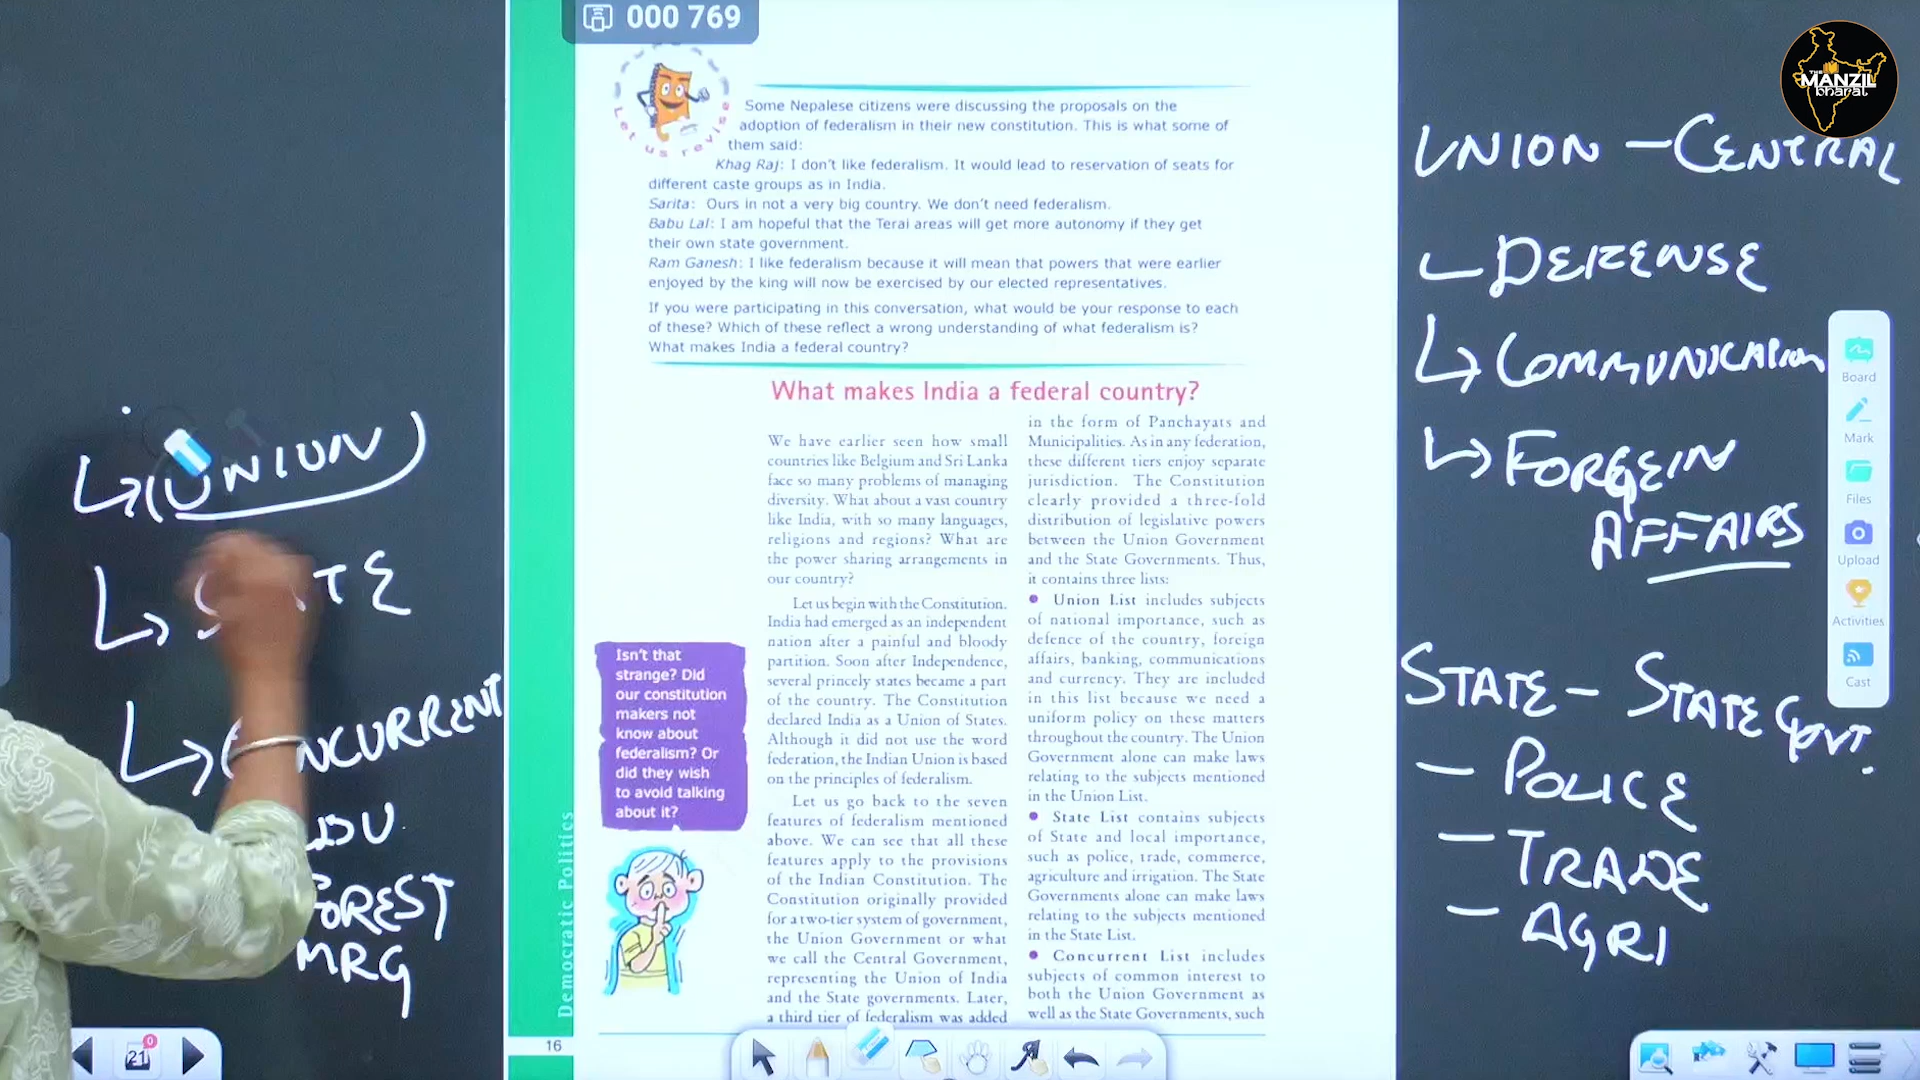 000 769
THE
MANZIL
bharat
Let us revise
Some Nepalese citizens were discussing the proposals on the
adoption of federalism in their new constitution. This is what some of
them said:
Khag Raj: I don't like federalism. It would lead to reservation of seats for
different caste groups as in India.
Sarita: Ours in not a very big country. We don't need federalism.
Babu Lal: I am hopeful that the Terai areas will get more autonomy if they get
their own state government.
Ram Ganesh: I like federalism because it will mean that powers that were earlier
enjoyed by the king will now be exercised by our elected representatives.
If you were participating in this conversation, what would be your response to each
of these? Which of these reflect a wrong understanding of what federalism is?
What makes India a federal country?
What makes India a federal country?
We have earlier seen how small
countries like Belgium and Sri Lanka
face so many problems of managing
diversity. What about a vast country
like India, with so many languages,
religions and regions? What are
the power sharing arrangements in
our country?
Let us begin with the Constitution.
India had emerged as an independent
nation after a painful and bloody
partition. Soon after Independence,
several princely states became a part
of the country. The Constitution
declared India as a Union of States.
Although it did not use the word
federation, the Indian Union is based
on the principles of federalism.
Let us go back to the seven
features of federalism mentioned
above. We can see that all these
features apply to the provisions
of the Indian Constitution. The
Constitution originally provided
for a two-tier system of government,
the Union Government or what
we call the Central Government,
representing the Union of India
and the State governments. Later,
a third tier of federalism was added
in the form of Panchayats and
Municipalities. As in any federation,
these different tiers enjoy separate
jurisdiction. The Constitution
clearly provided a three-fold
distribution of legislative powers
between the Union Government
and the State Governments. Thus,
it contains three lists:
• Union List includes subjects
of national importance, such as
defence of the country, foreign
affairs, banking, communications
and currency. They are included
in this list because we need a
uniform policy on these matters
throughout the country. The Union
Government alone can make laws
relating to the subjects mentioned
in the Union List.
• State List contains subjects
of State and local importance,
such as police, trade, commerce,
agriculture and irrigation. The State
Governments alone can make laws
relating to the subjects mentioned
in the State List.
• Concurrent List includes
subjects of common interest to
both the Union Government as
well as the State Governments, such
Isn't that
strange? Did
our constitution
makers not
know about
federalism? Or
did they wish
to avoid talking
about it?
Democratic Politics
16
UNION
CONCURRENT
FOREST
MRG
21
0
UNION - CENTRAL
DEFENSE
COMMUNICATION
FORGEIN
AFFAIRS
STATE - STATE GOVT.
- POLICE
- TRADE
- AGRI
Board
Mark
Files
Upload
Activities
Cast